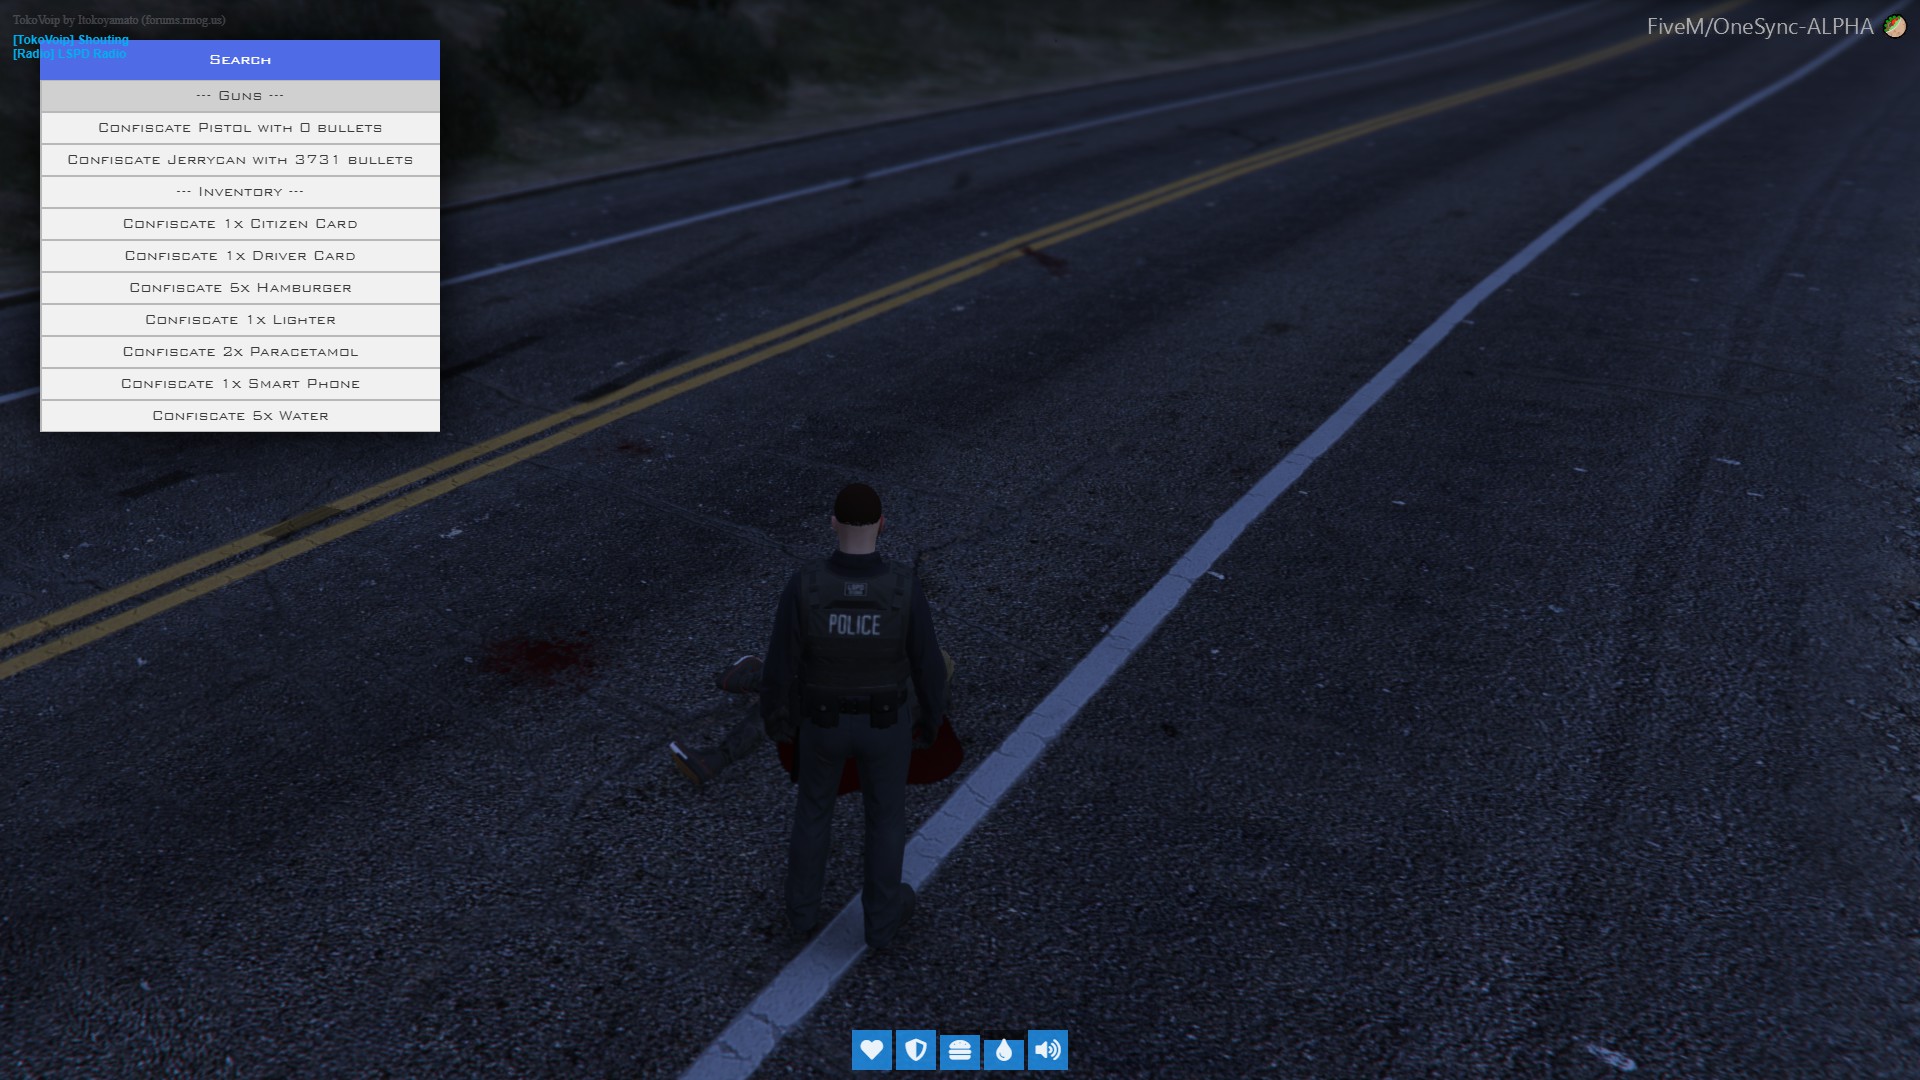 TokoVoip by Itokoyamato (forums.rmog.us)
[TokoVoip] Shouting
[Radio] LSPD Radio
FiveM/OneSync-ALPHA
Search
--- Guns ---
Confiscate Pistol with 0 bullets
Confiscate Jerrycan with 3731 bullets
--- Inventory ---
Confiscate 1x Citizen Card
Confiscate 1x Driver Card
Confiscate 5x Hamburger
Confiscate 1x Lighter
Confiscate 2x Paracetamol
Confiscate 1x Smart Phone
Confiscate 5x Water
POLICE